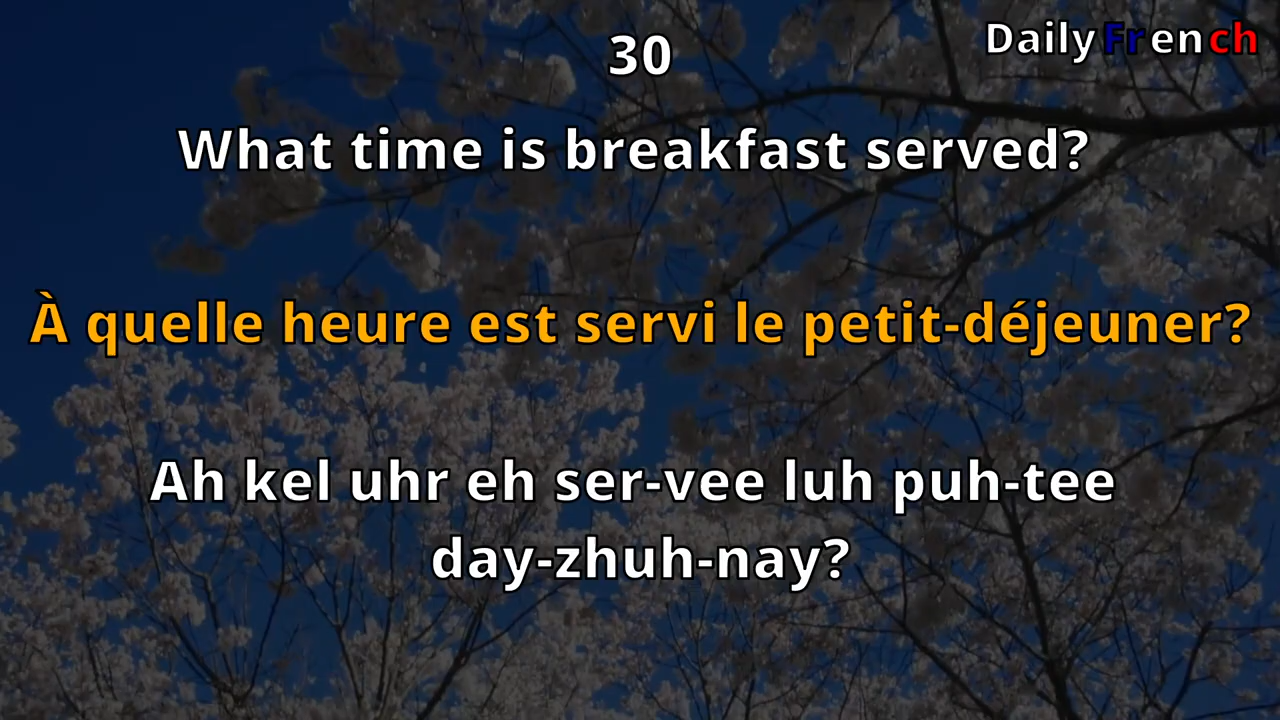 30
Daily French
What time is breakfast served?
À quelle heure est servi le petit-déjeuner?
Ah kel uhr eh ser-vee luh puh-tee
day-zhuh-nay?